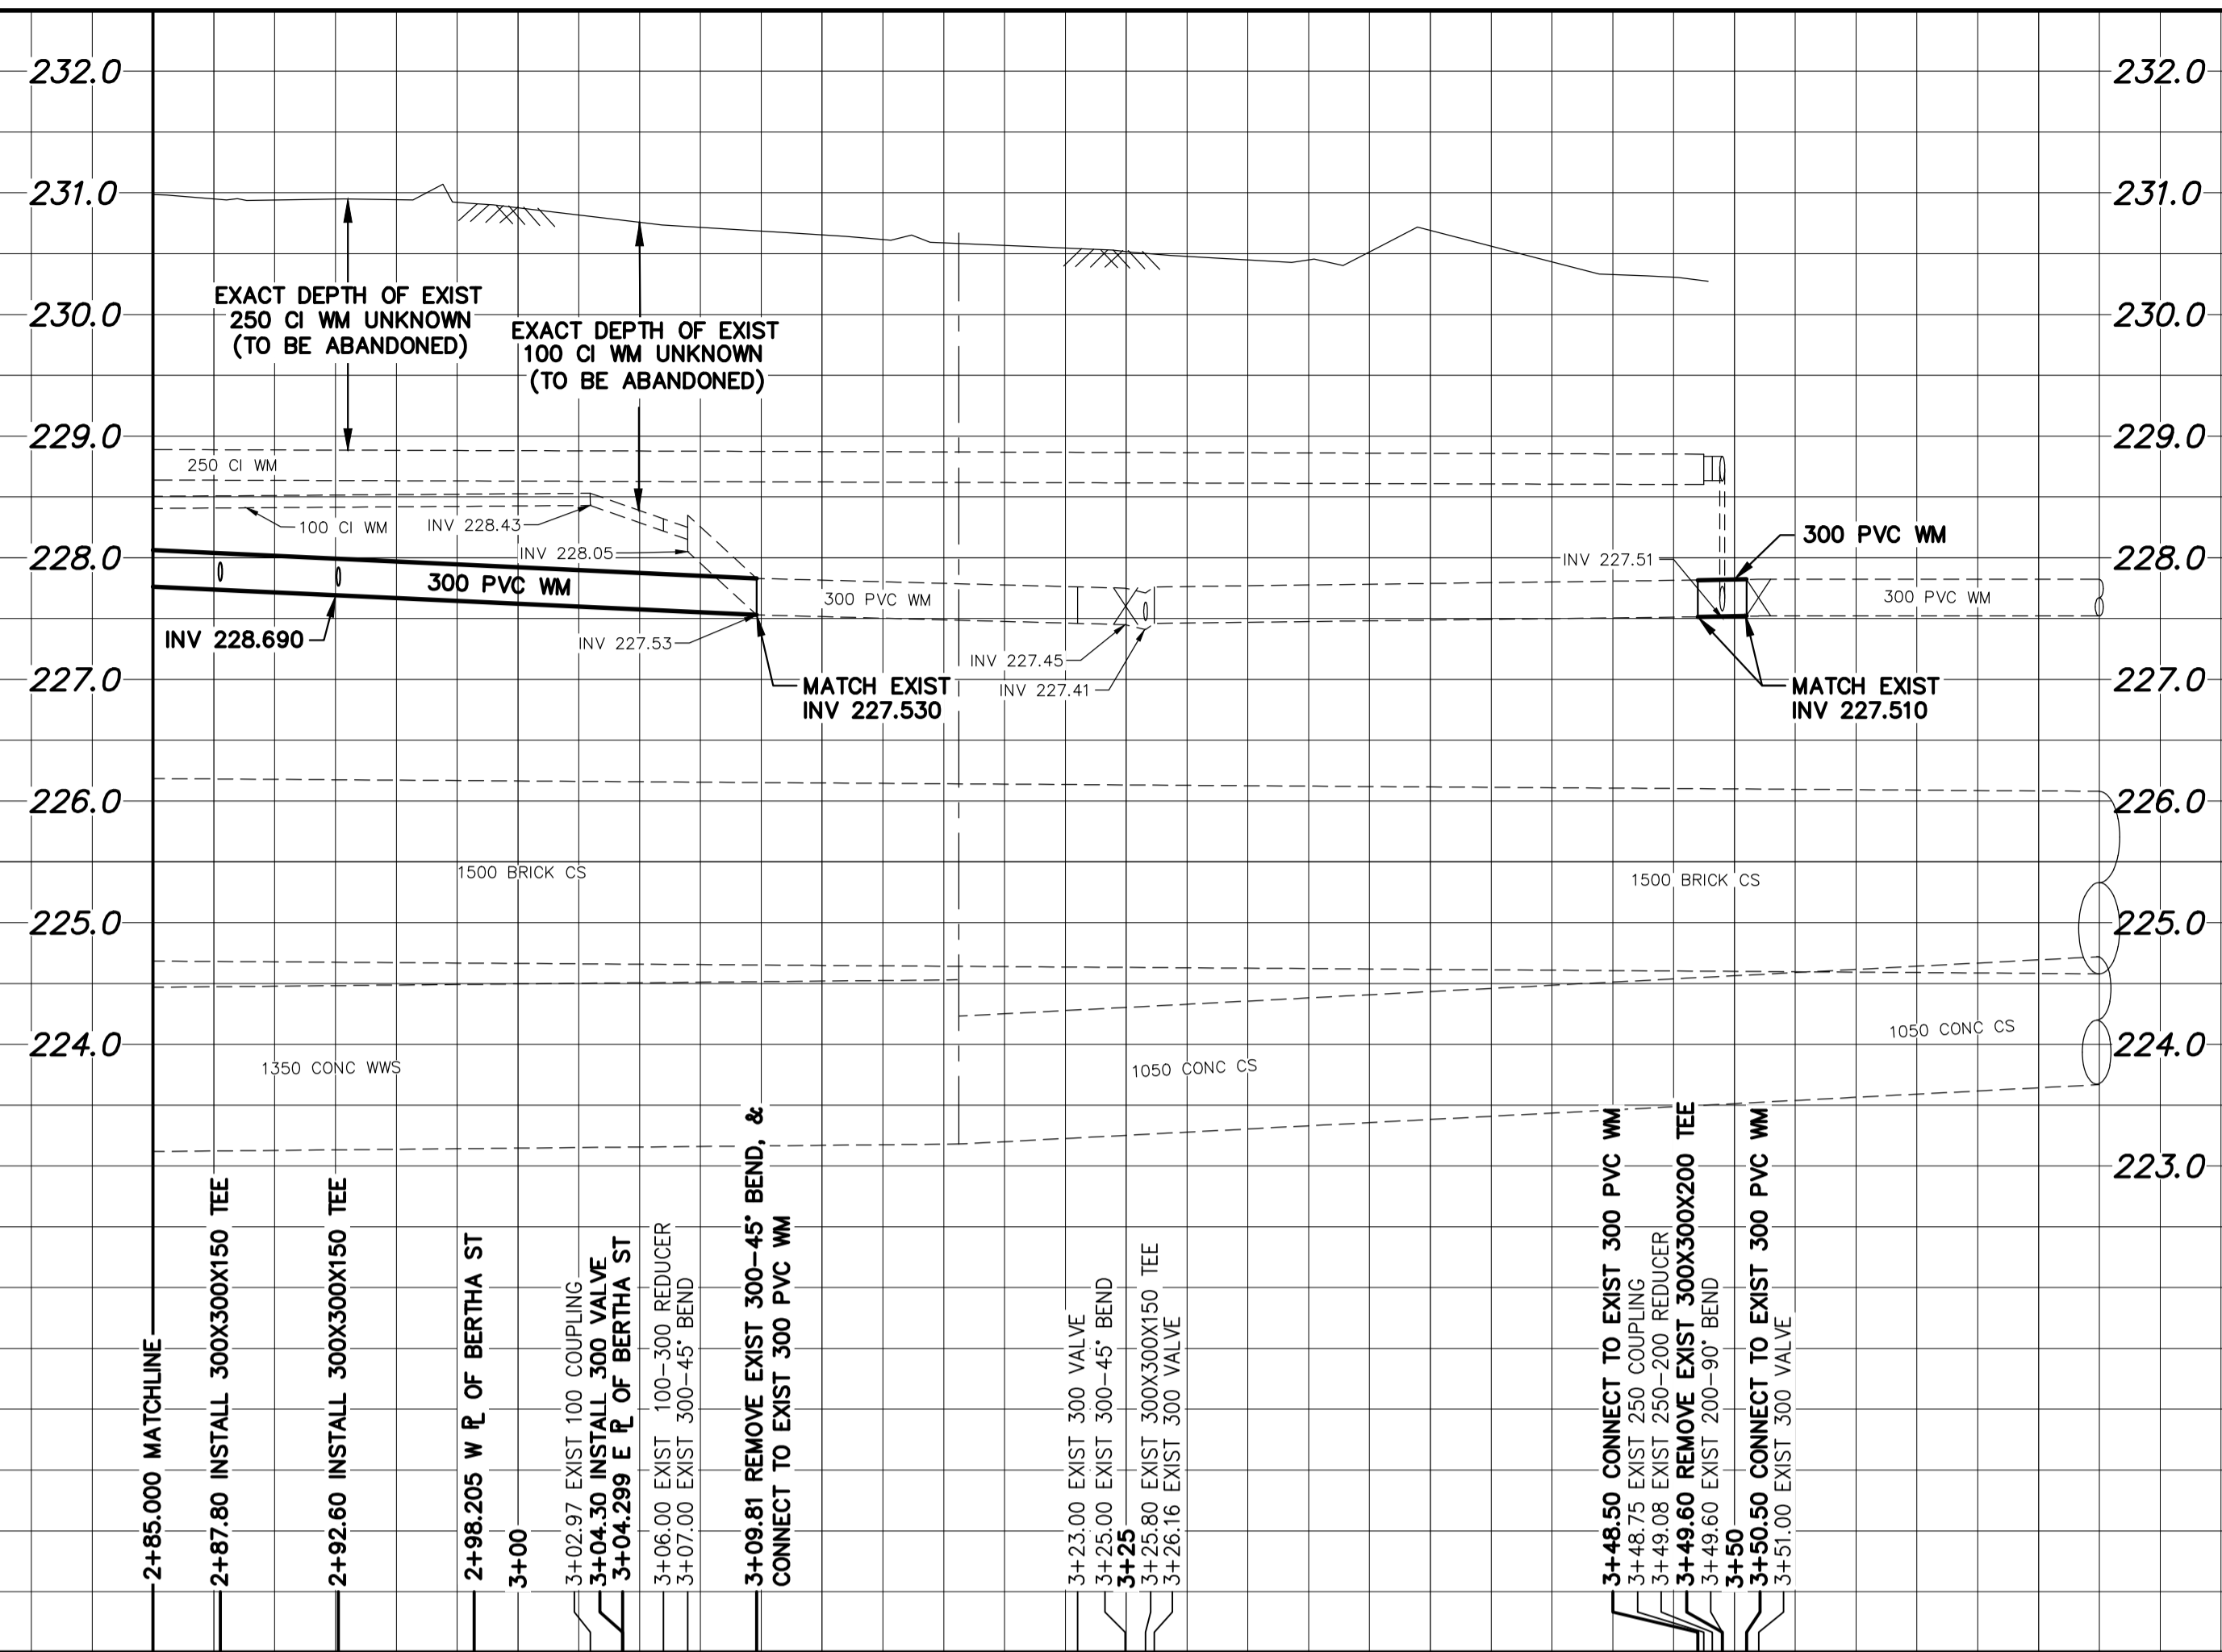 232.0
232.0
231.0
231.0
EXACT DEPTH OF EXIST
250 CI WM UNKNOWN
(TO BE ABANDONED)
230.0
230.0
EXACT DEPTH OF EXIST
100 CI WM UNKNOWN
(TO BE ABANDONED)
229.0
229.0
250 CI WM
100 CI WM
INV 228.43
INV 228.05
300 PVC WM
INV 227.51
228.0
228.0
300 PVC WM
300 PVC WM
300 PVC WM
INV 228.690
INV 227.53
INV 227.45
INV 227.41
227.0
227.0
MATCH EXIST
INV 227.530
MATCH EXIST
INV 227.510
226.0
226.0
1500 BRICK CS
1500 BRICK CS
225.0
225.0
224.0
224.0
1350 CONC WWS
1050 CONC CS
1050 CONC CS
223.0
2+85.000 MATCHLINE
2+87.80 INSTALL 300X300X150 TEE
2+92.60 INSTALL 300X300X150 TEE
2+98.205 W PL OF BERTHA ST
3+00
3+02.97 EXIST 100 COUPLING
3+04.30 INSTALL 300 VALVE
3+04.299 E PL OF BERTHA ST
3+06.00 EXIST 100-300 REDUCER
3+07.00 EXIST 300-45° BEND
3+09.81 REMOVE EXIST 300-45° BEND, &
CONNECT TO EXIST 300 PVC WM
3+23.00 EXIST 300 VALVE
3+25.00 EXIST 300-45° BEND
3+25
3+25.80 EXIST 300X300X150 TEE
3+26.16 EXIST 300 VALVE
3+48.50 CONNECT TO EXIST 300 PVC WM
3+48.75 EXIST 250 COUPLING
3+49.08 EXIST 250-200 REDUCER
3+49.60 REMOVE EXIST 300X300X200 TEE
3+49.60 EXIST 200-90° BEND
3+50
3+50.50 CONNECT TO EXIST 300 PVC WM
3+51.00 EXIST 300 VALVE